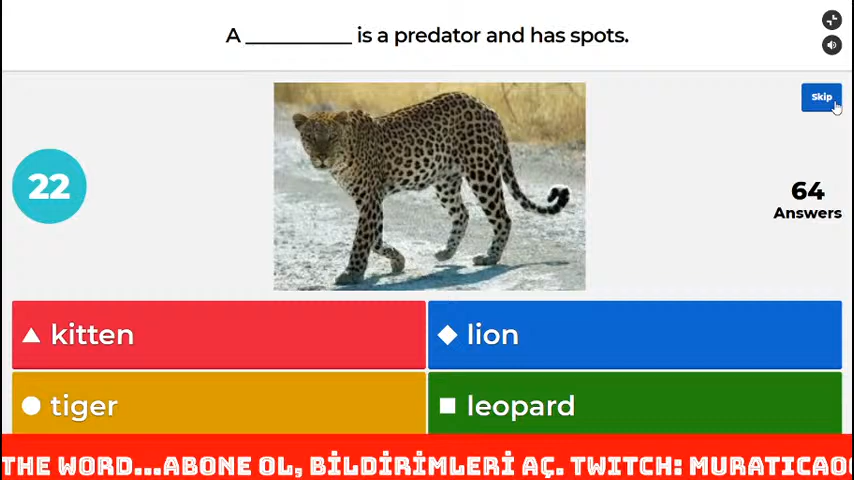 A __________ is a predator and has spots.
Skip
22
64
Answers
kitten
lion
tiger
leopard
THE WORD...ABONE OL, BİLDİRİMLERİ AÇ. TWITCH: MURATICAO